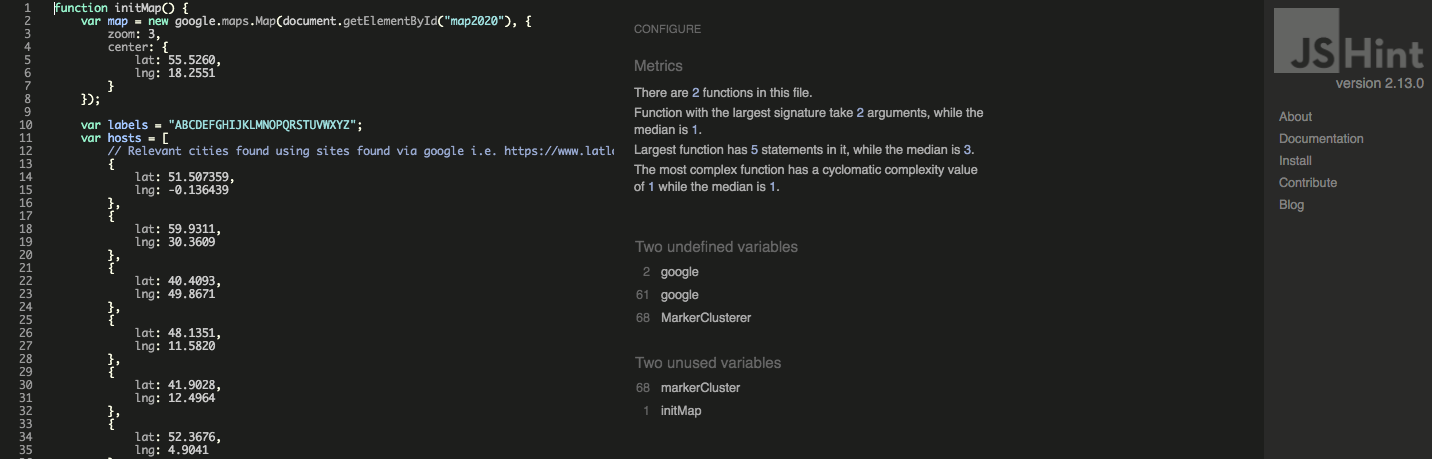 1 function initMap() {
2 var map = new google.maps.Map(document.getElementById("map2020"), {
3 zoom: 3,
4 center: {
5 lat: 55.5260,
6 lng: 18.2551
7 }
8 });
9
10 var labels = "ABCDEFGHIJKLMNOPQRSTUVWXYZ";
11 var hosts = [
12 // Relevant cities found using sites found via google i.e. https://www.latl
13 {
14 lat: 51.507359,
15 lng: -0.136439
16 },
17 {
18 lat: 59.9311,
19 lng: 30.3609
20 },
21 {
22 lat: 40.4093,
23 lng: 49.8671
24 },
25 {
26 lat: 48.1351,
27 lng: 11.5820
28 },
29 {
30 lat: 41.9028,
31 lng: 12.4964
32 },
33 {
34 lat: 52.3676,
35 lng: 4.9041
CONFIGURE
Metrics
There are 2 functions in this file.
Function with the largest signature take 2 arguments, while the
median is 1.
Largest function has 5 statements in it, while the median is 3.
The most complex function has a cyclomatic complexity value
of 1 while the median is 1.
Two undefined variables
2 google
61 google
68 MarkerClusterer
Two unused variables
68 markerCluster
1 initMap
JSHint
version 2.13.0
About
Documentation
Install
Contribute
Blog